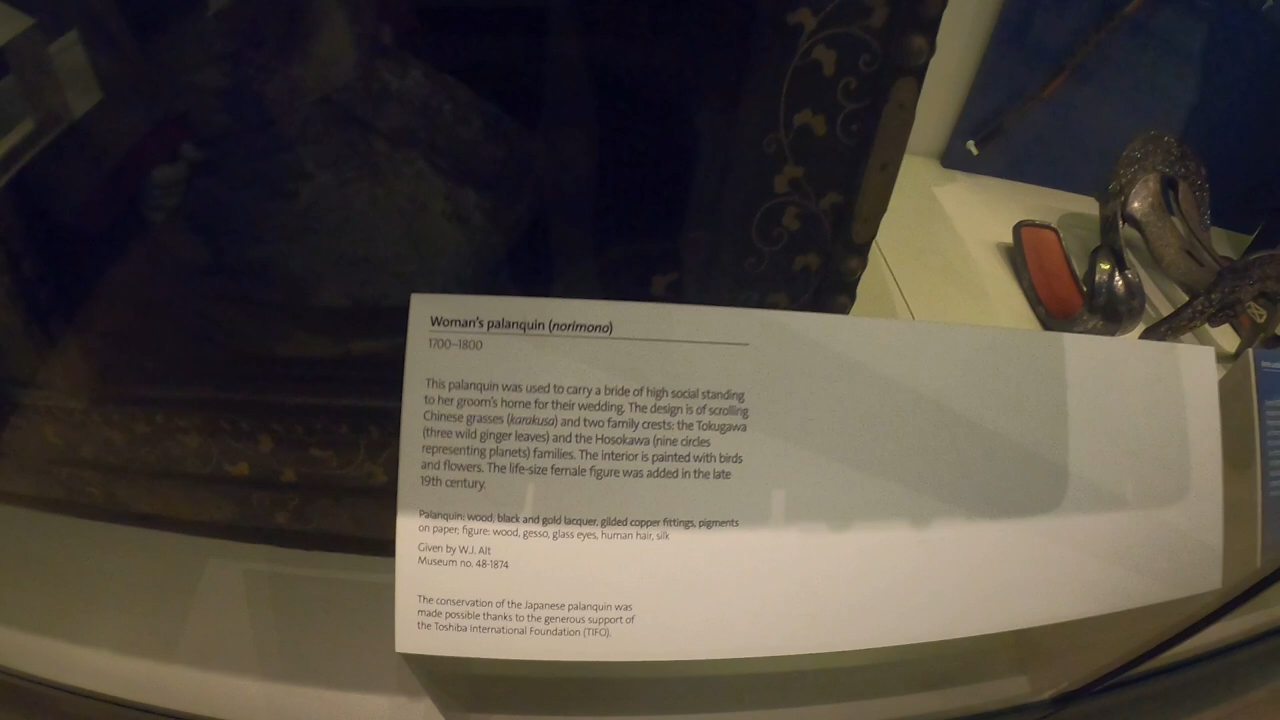 Woman's palanquin (norimono)
1700–1800
This palanquin was used to carry a bride of high social standing
to her groom's home for their wedding. The design is of scrolling
Chinese grasses (karakusa) and two family crests: the Tokugawa
(three wild ginger leaves) and the Hosokawa (nine circles
representing planets) families. The interior is painted with birds
and flowers. The life-size female figure was added in the late
19th century.
Palanquin: wood, black and gold lacquer, gilded copper fittings, pigments
on paper; figure: wood, gesso, glass eyes, human hair, silk
Given by W.J. Alt
Museum no. 48-1874
The conservation of the Japanese palanquin was
made possible thanks to the generous support of
the Toshiba International Foundation (TIFO).